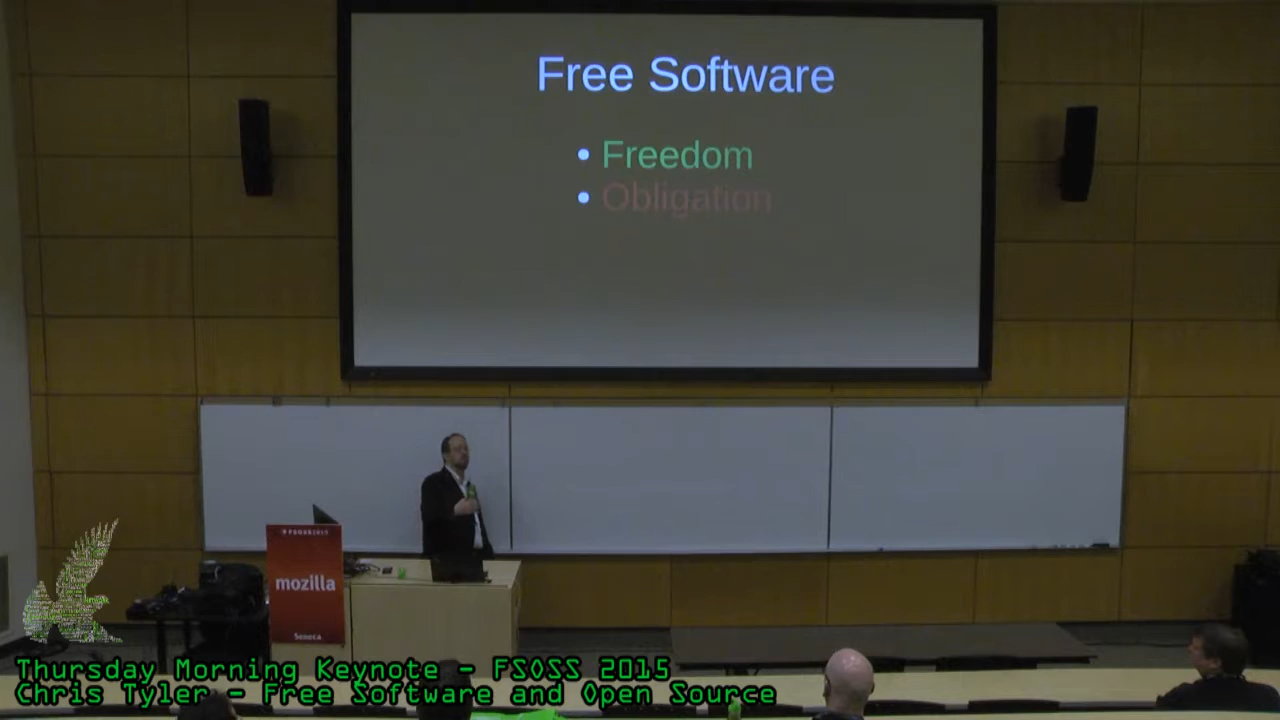 Free Software
• Freedom
• Obligation
mozilla
Seneca
Thursday Morning Keynote - FSOSS 2015
Chris Tyler - Free Software and Open Source